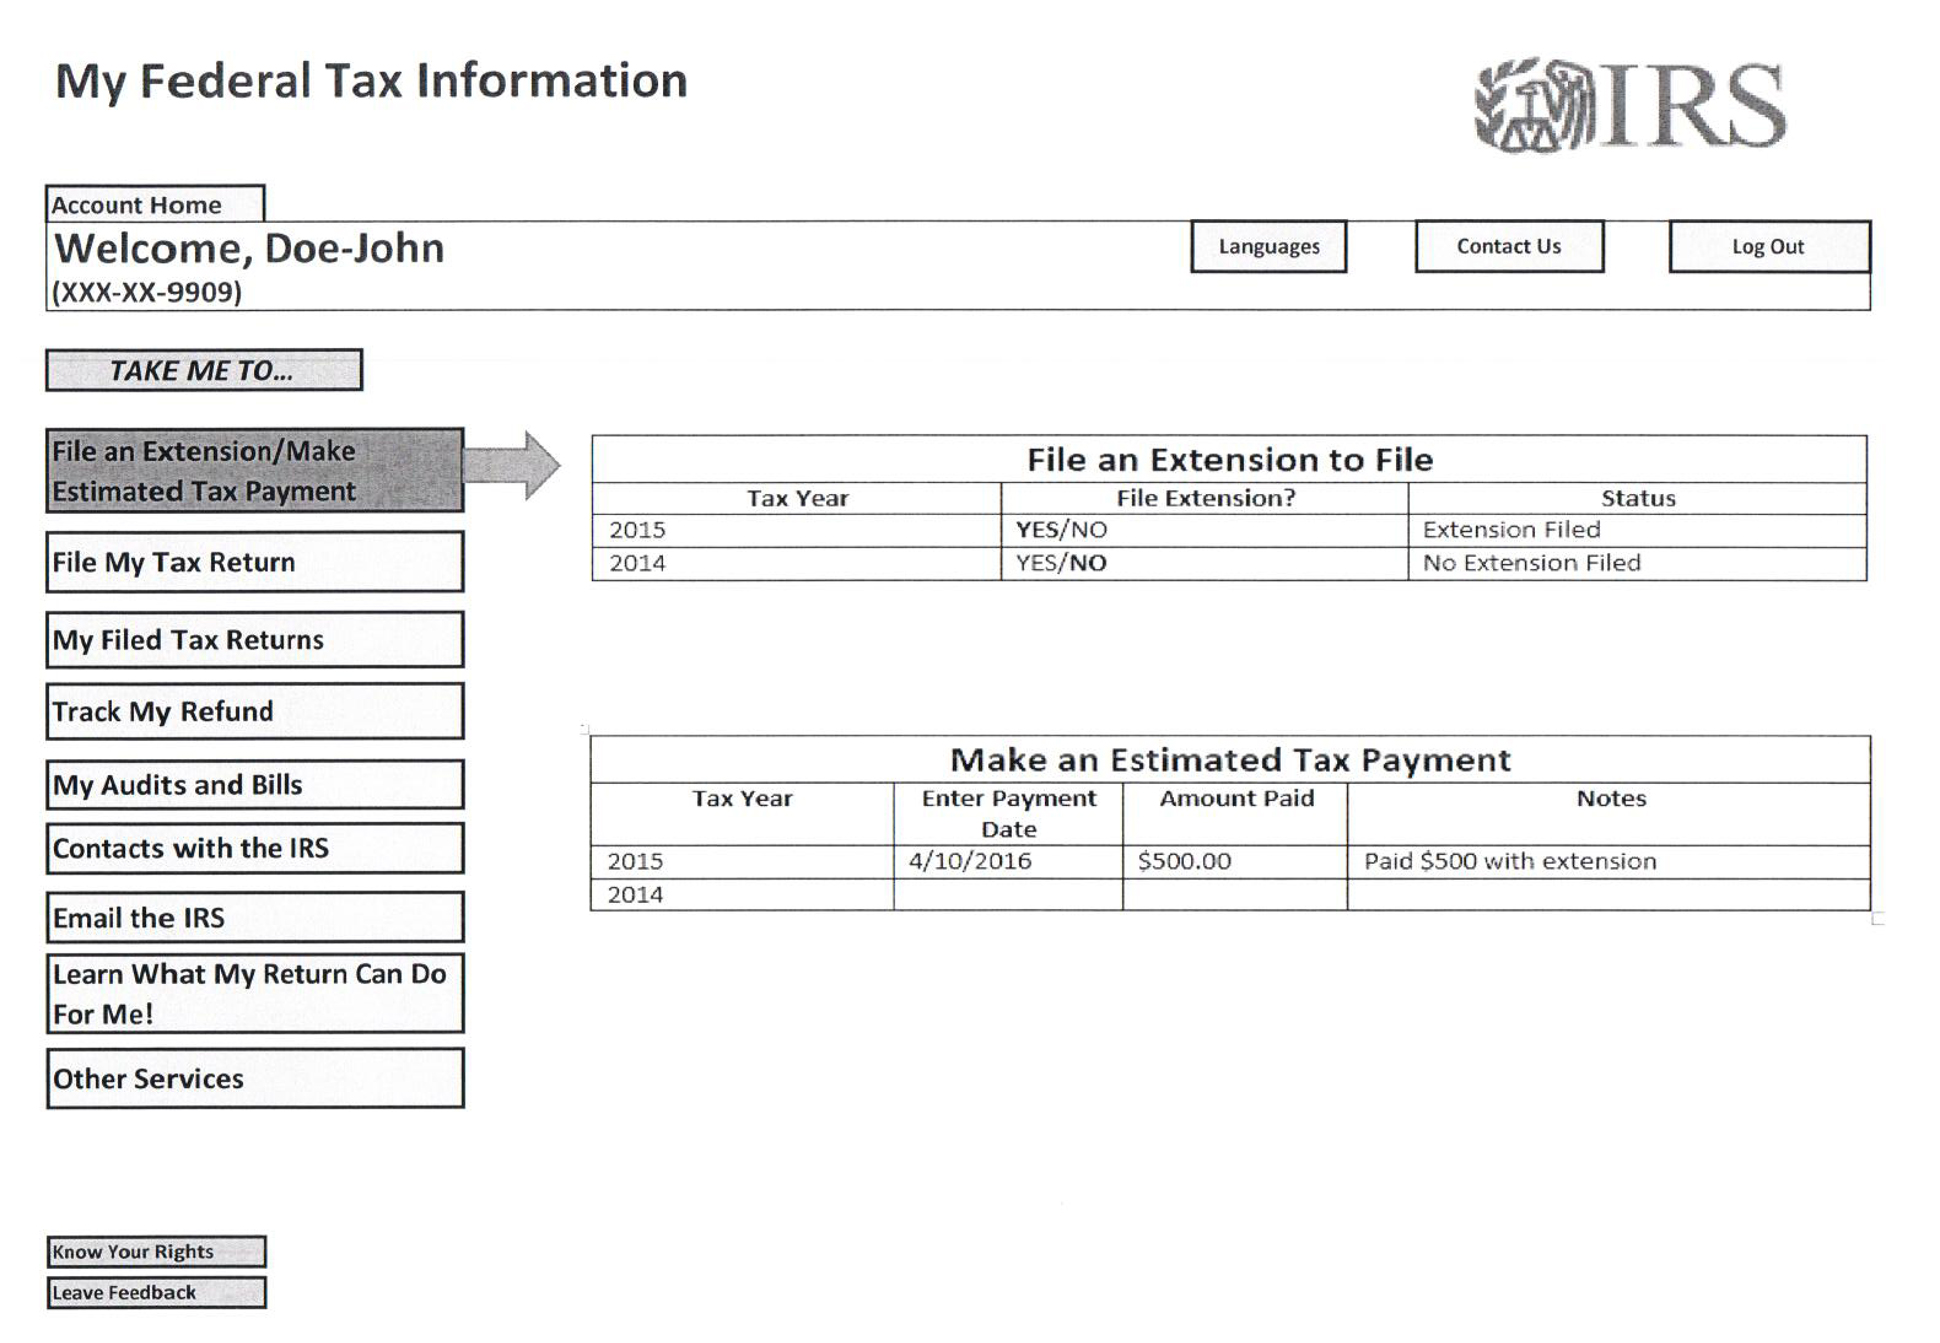 My Federal Tax Information
IRS
Account Home
Welcome, Doe-John
(XXX-XX-9909)
Languages
Contact Us
Log Out
TAKE ME TO...
File an Extension/Make
Estimated Tax Payment
File My Tax Return
My Filed Tax Returns
Track My Refund
My Audits and Bills
Contacts with the IRS
Email the IRS
Learn What My Return Can Do
For Me!
Other Services
File an Extension to File
Tax Year File Extension? Status
2015 YES/NO Extension Filed
2014 YES/NO No Extension Filed
Make an Estimated Tax Payment
Tax Year Enter Payment Amount Paid Notes
Date
2015 4/10/2016 $500.00 Paid $500 with extension
2014
Know Your Rights
Leave Feedback